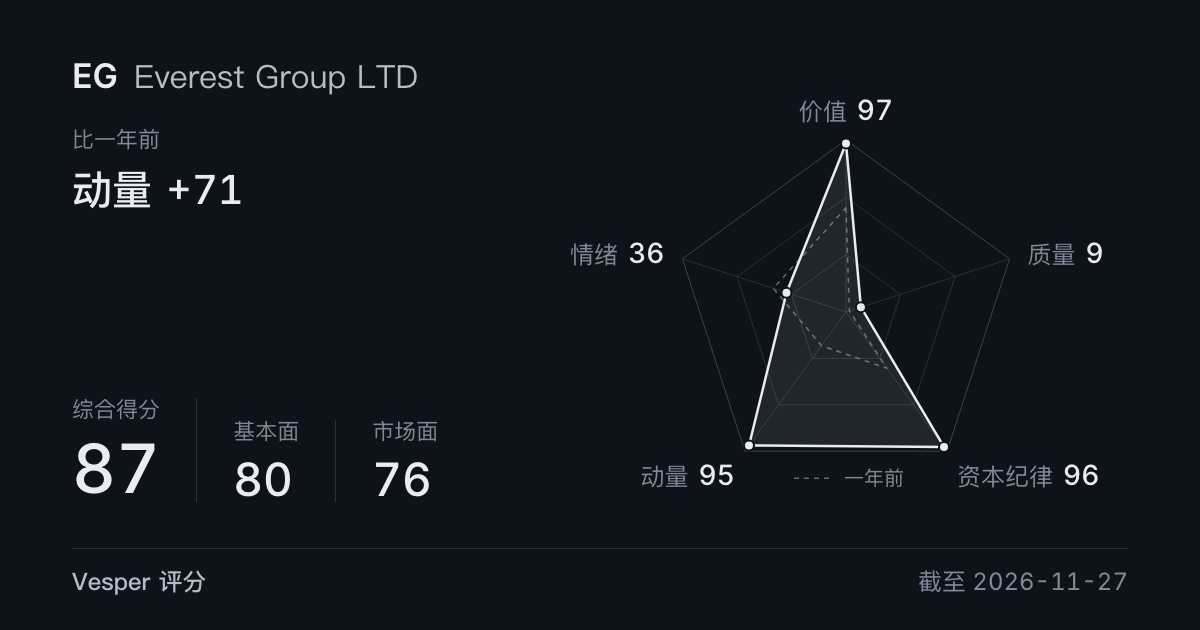 EG Everest Group LTD
比一年前
动量 +71
价值 97
情绪 36
质量 9
动量 95
一年前
资本纪律 96
综合得分
87
基本面
80
市场面
76
Vesper 评分
截至 2026-11-27